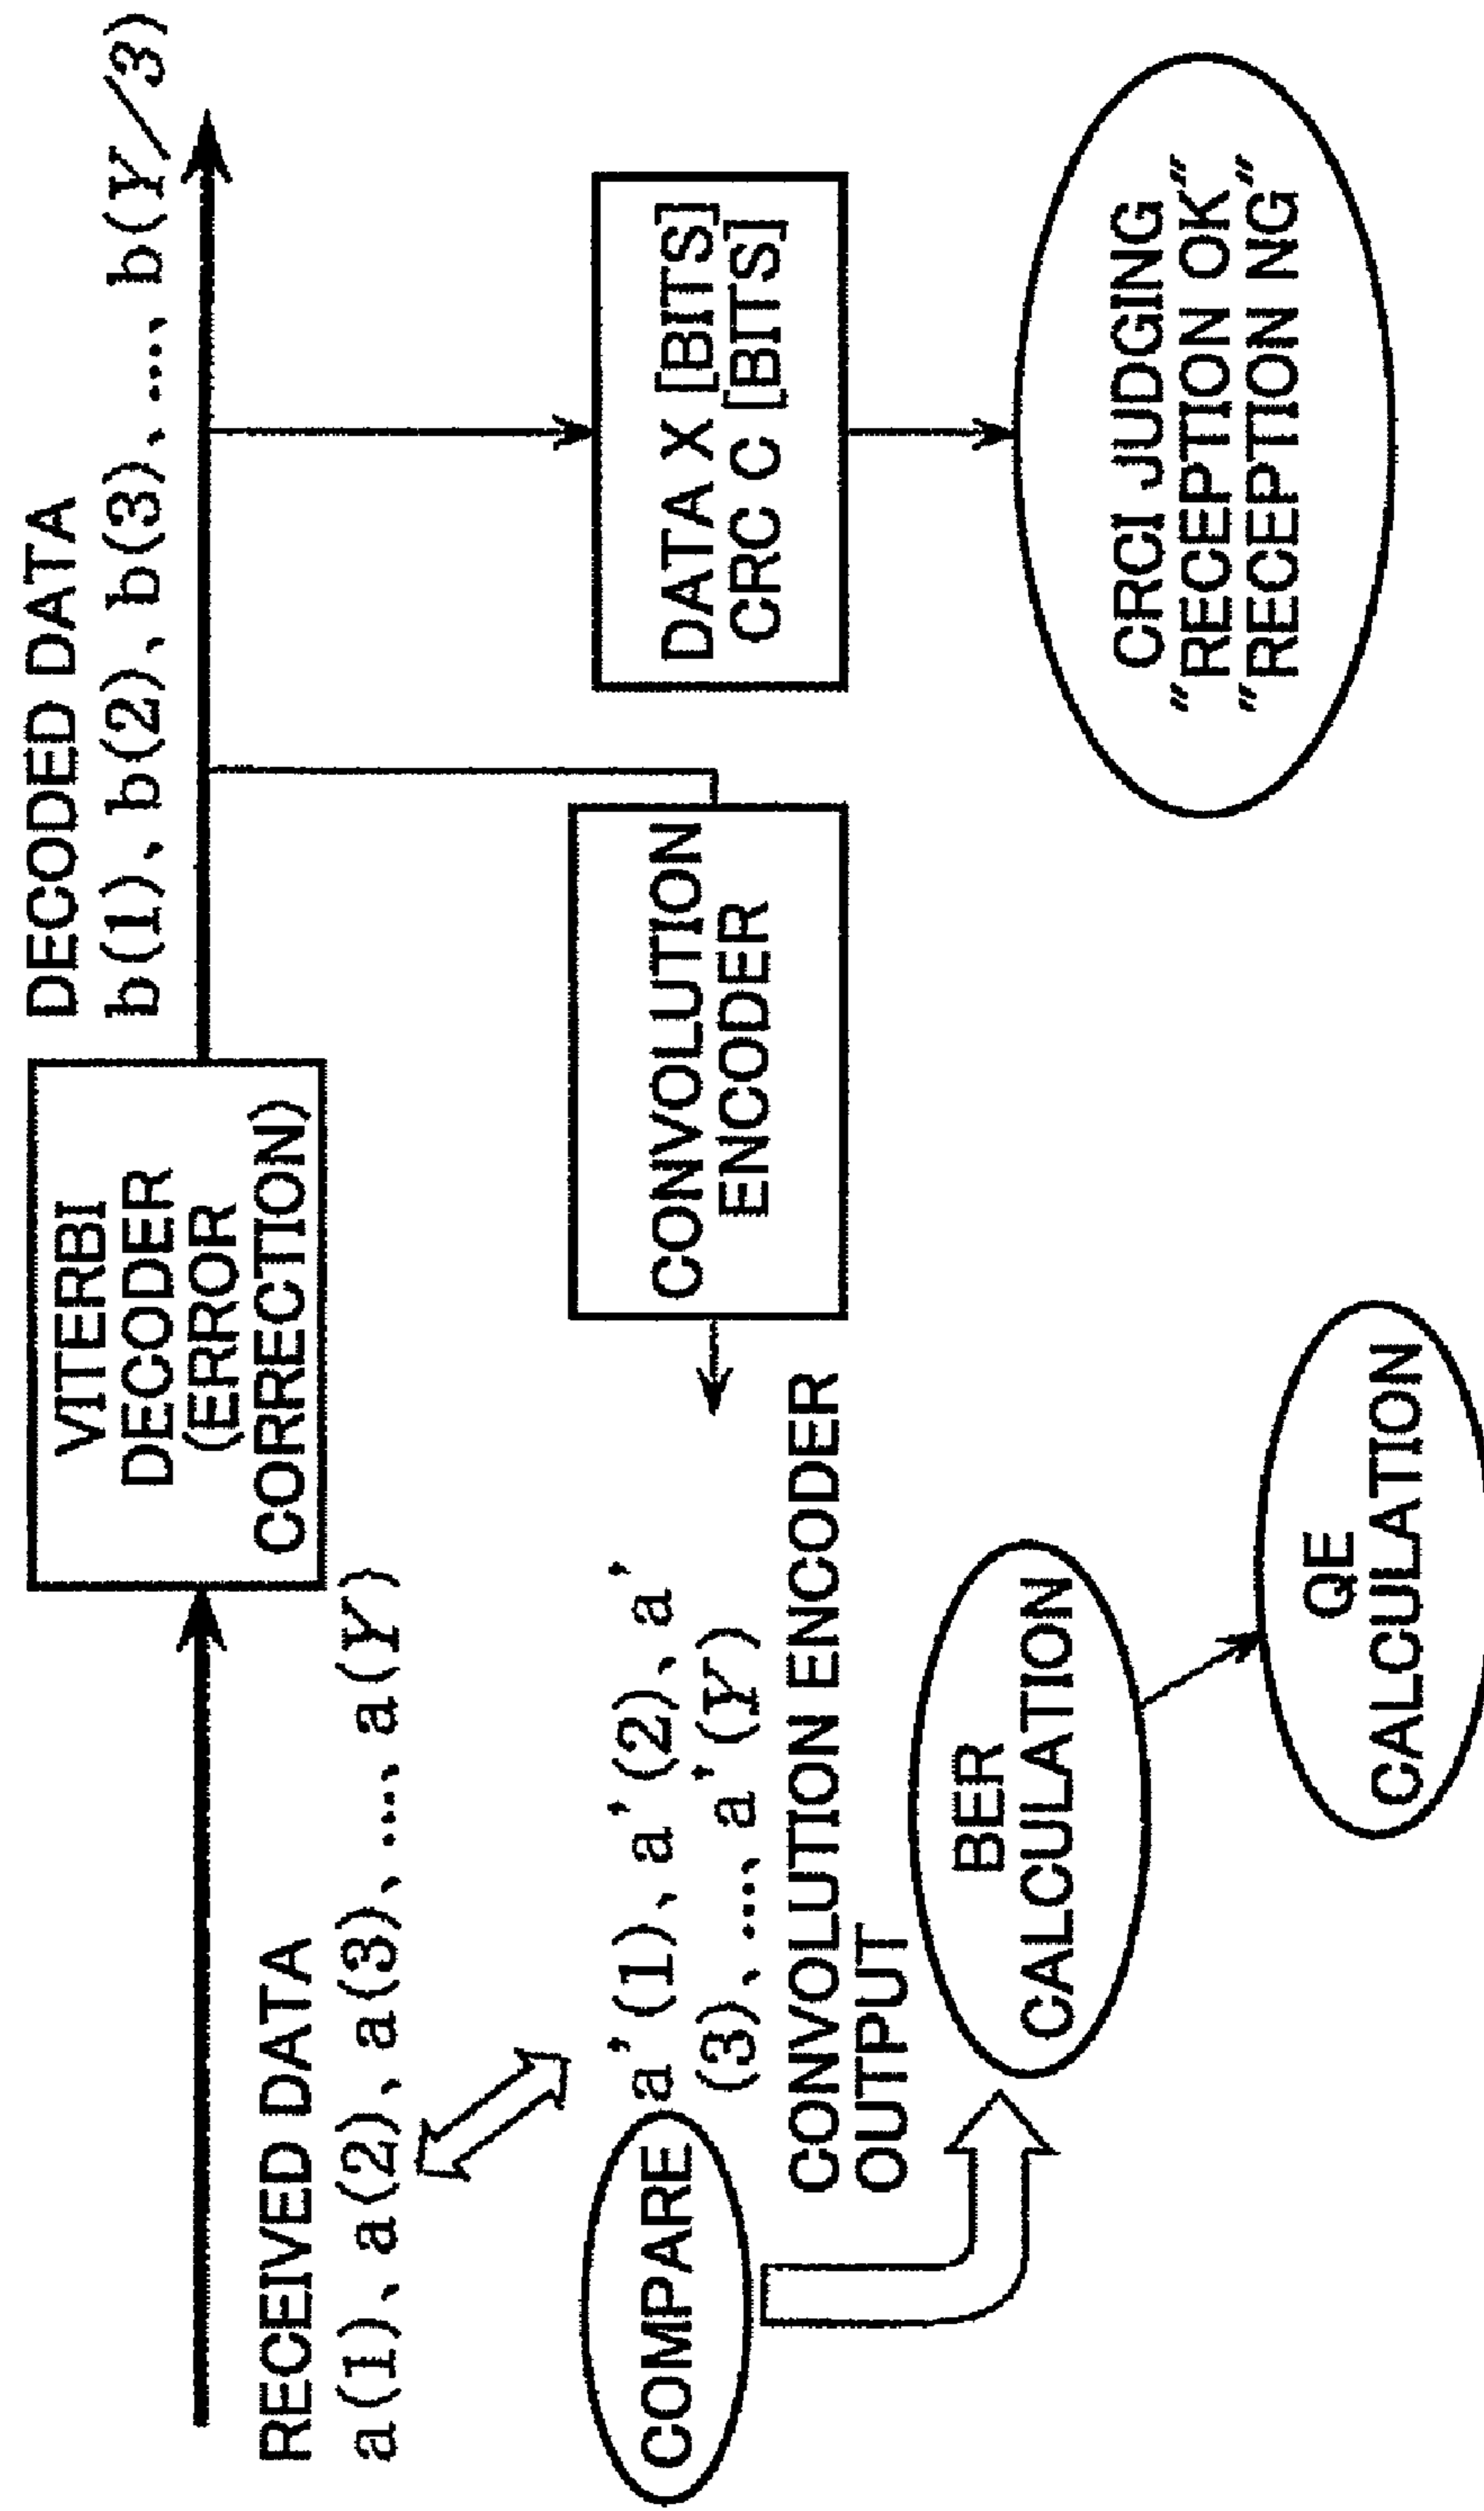 DECODED DATA
b(1)、b(2)、b(3)、...、b(Y/3)
VITERBI
DECODER
(ERROR
CORRECTION)
RECEIVED DATA
a(1)、a(2)、a(3)、...、a(Y)
DATA X [BITS]
CRC C [BITS]
CONVOLUTION
ENCODER
COMPARE
a'(1)、a'(2)、a'
(3)、...、a'(Y)
CONVOLUTION ENCODER
OUTPUT
BER
CALCULATION
QE
CALCULATION
CRCI JUDGING
"RECEPTION OK"
"RECEPTION NG"